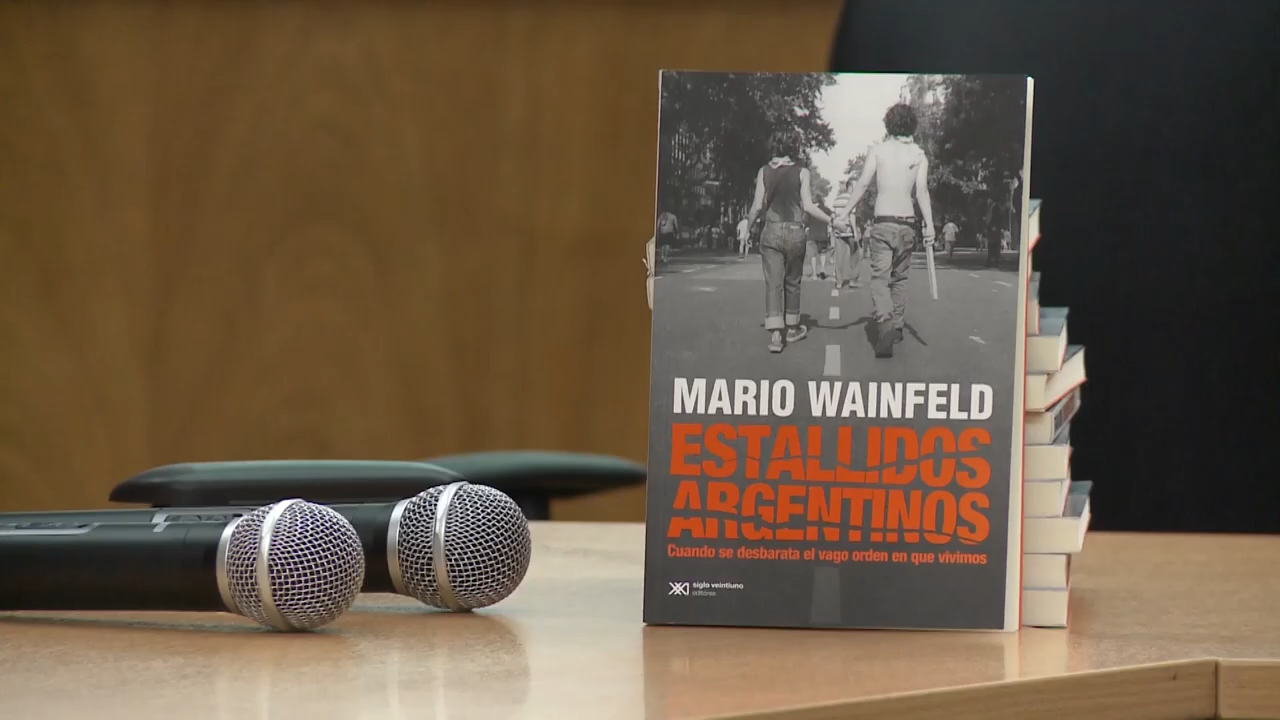 MARIO WAINFELD
ESTALLIDOS
ARGENTINOS
Cuando se desbarata el vago orden en que vivimos
siglo veintiuno
editores